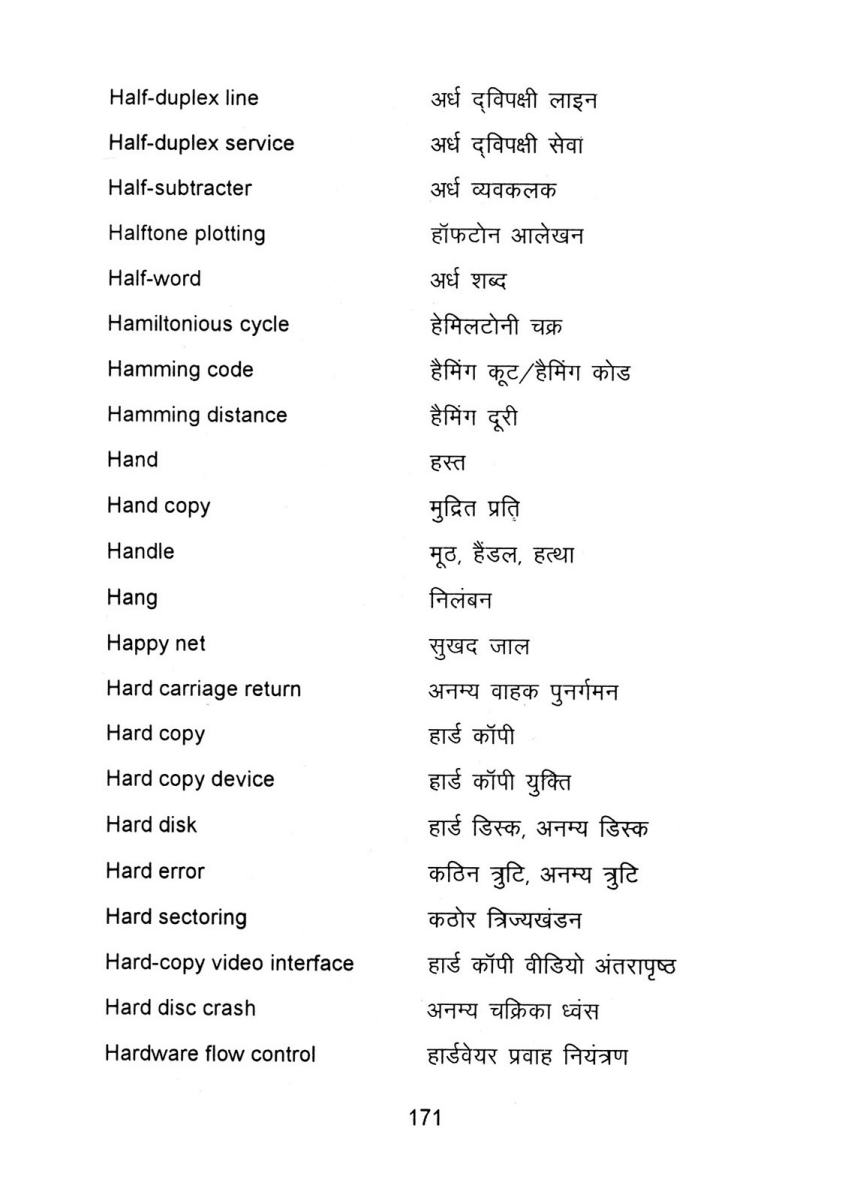 Half-duplex line अर्ध द्विपक्षी लाइन
Half-duplex service अर्ध द्विपक्षी सेवा
Half-subtracter अर्ध व्यवकलक
Halftone plotting हॉफटोन आलेखन
Half-word अर्ध शब्द
Hamiltonious cycle हेमिलटोनी चक्र
Hamming code हैमिंग कूट/हैमिंग कोड
Hamming distance हैमिंग दूरी
Hand हस्त
Hand copy मुद्रित प्रति
Handle मूठ, हैंडल, हत्था
Hang निलंबन
Happy net सुखद जाल
Hard carriage return अनम्य वाहक पुनर्गमन
Hard copy हार्ड कॉपी
Hard copy device हार्ड कॉपी युक्ति
Hard disk हार्ड डिस्क, अनम्य डिस्क
Hard error कठिन त्रुटि, अनम्य त्रुटि
Hard sectoring कठोर त्रिज्यखंडन
Hard-copy video interface हार्ड कॉपी वीडियो अंतरापृष्ठ
Hard disc crash अनम्य चक्रिका ध्वंस
Hardware flow control हार्डवेयर प्रवाह नियंत्रण
171